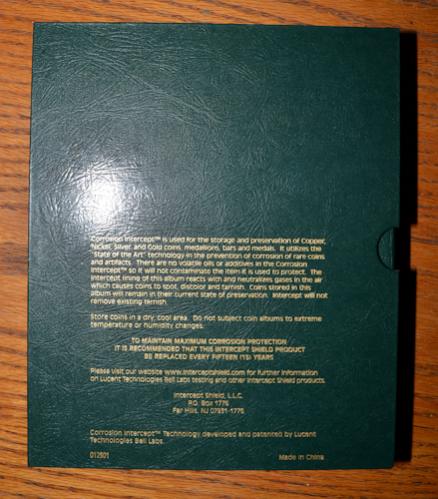 Corrosion Intercept™ is used for the storage and preservation of Copper,
Nickel, Silver and Gold coins, medallions, bars and medals. It utilizes the
"State of the Art" technology in the prevention of corrosion of rare coins
and artifacts. There are no volatile oils or additives in the Corrosion
Intercept™ so it will not contaminate the item it is used to protect. The
Intercept lining of this album reacts with and neutralizes gases in the air
which causes coins to spot, discolor and tarnish. Coins stored in this
album will remain in their current state of preservation. Intercept will not
remove existing tarnish.
Store coins in a dry, cool area. Do not subject coin albums to extreme
temperature or humidity changes.
TO MAINTAIN MAXIMUM CORROSION PROTECTION
IT IS RECOMMENDED THAT THIS INTERCEPT SHIELD PRODUCT
BE REPLACED EVERY FIFTEEN (15) YEARS
Please visit our website www.interceptshield.com for further information
on Lucent Technologies Bell Labs testing and other Intercept Shield products.
Intercept Shield, L.L.C.
P.O. Box 1776
Far Hills, NJ 07931-1776
Corrosion Intercept™ Technology developed and patented by Lucent
Technologies Bell Labs.
012501 Made in China